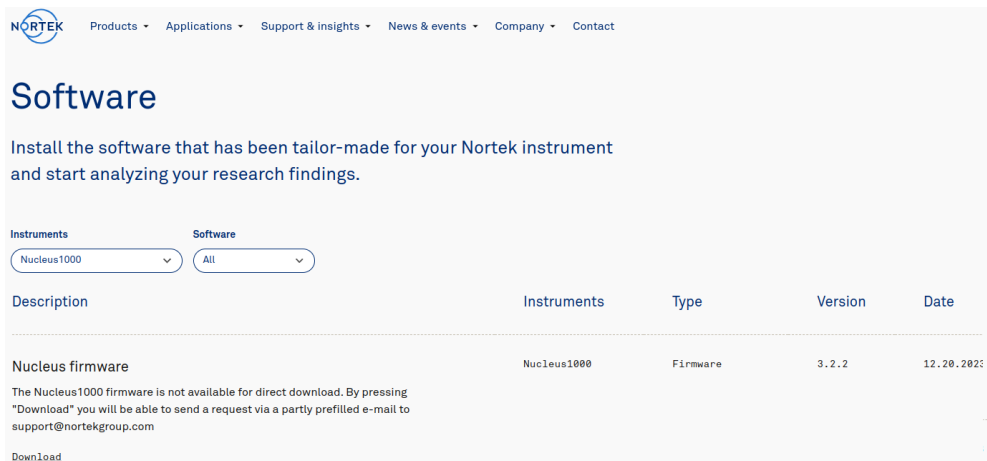 NORTEK Products Applications Support & insights News & events Company Contact
Software
Install the software that has been tailor-made for your Nortek instrument
and start analyzing your research findings.
Instruments Software
Nucleus1000 All
Description Instruments Type Version Date
Nucleus firmware Nucleus1000 Firmware 3.2.2 12.20.2023
The Nucleus1000 firmware is not available for direct download. By pressing
"Download" you will be able to send a request via a partly prefilled e-mail to
support@nortekgroup.com
Download